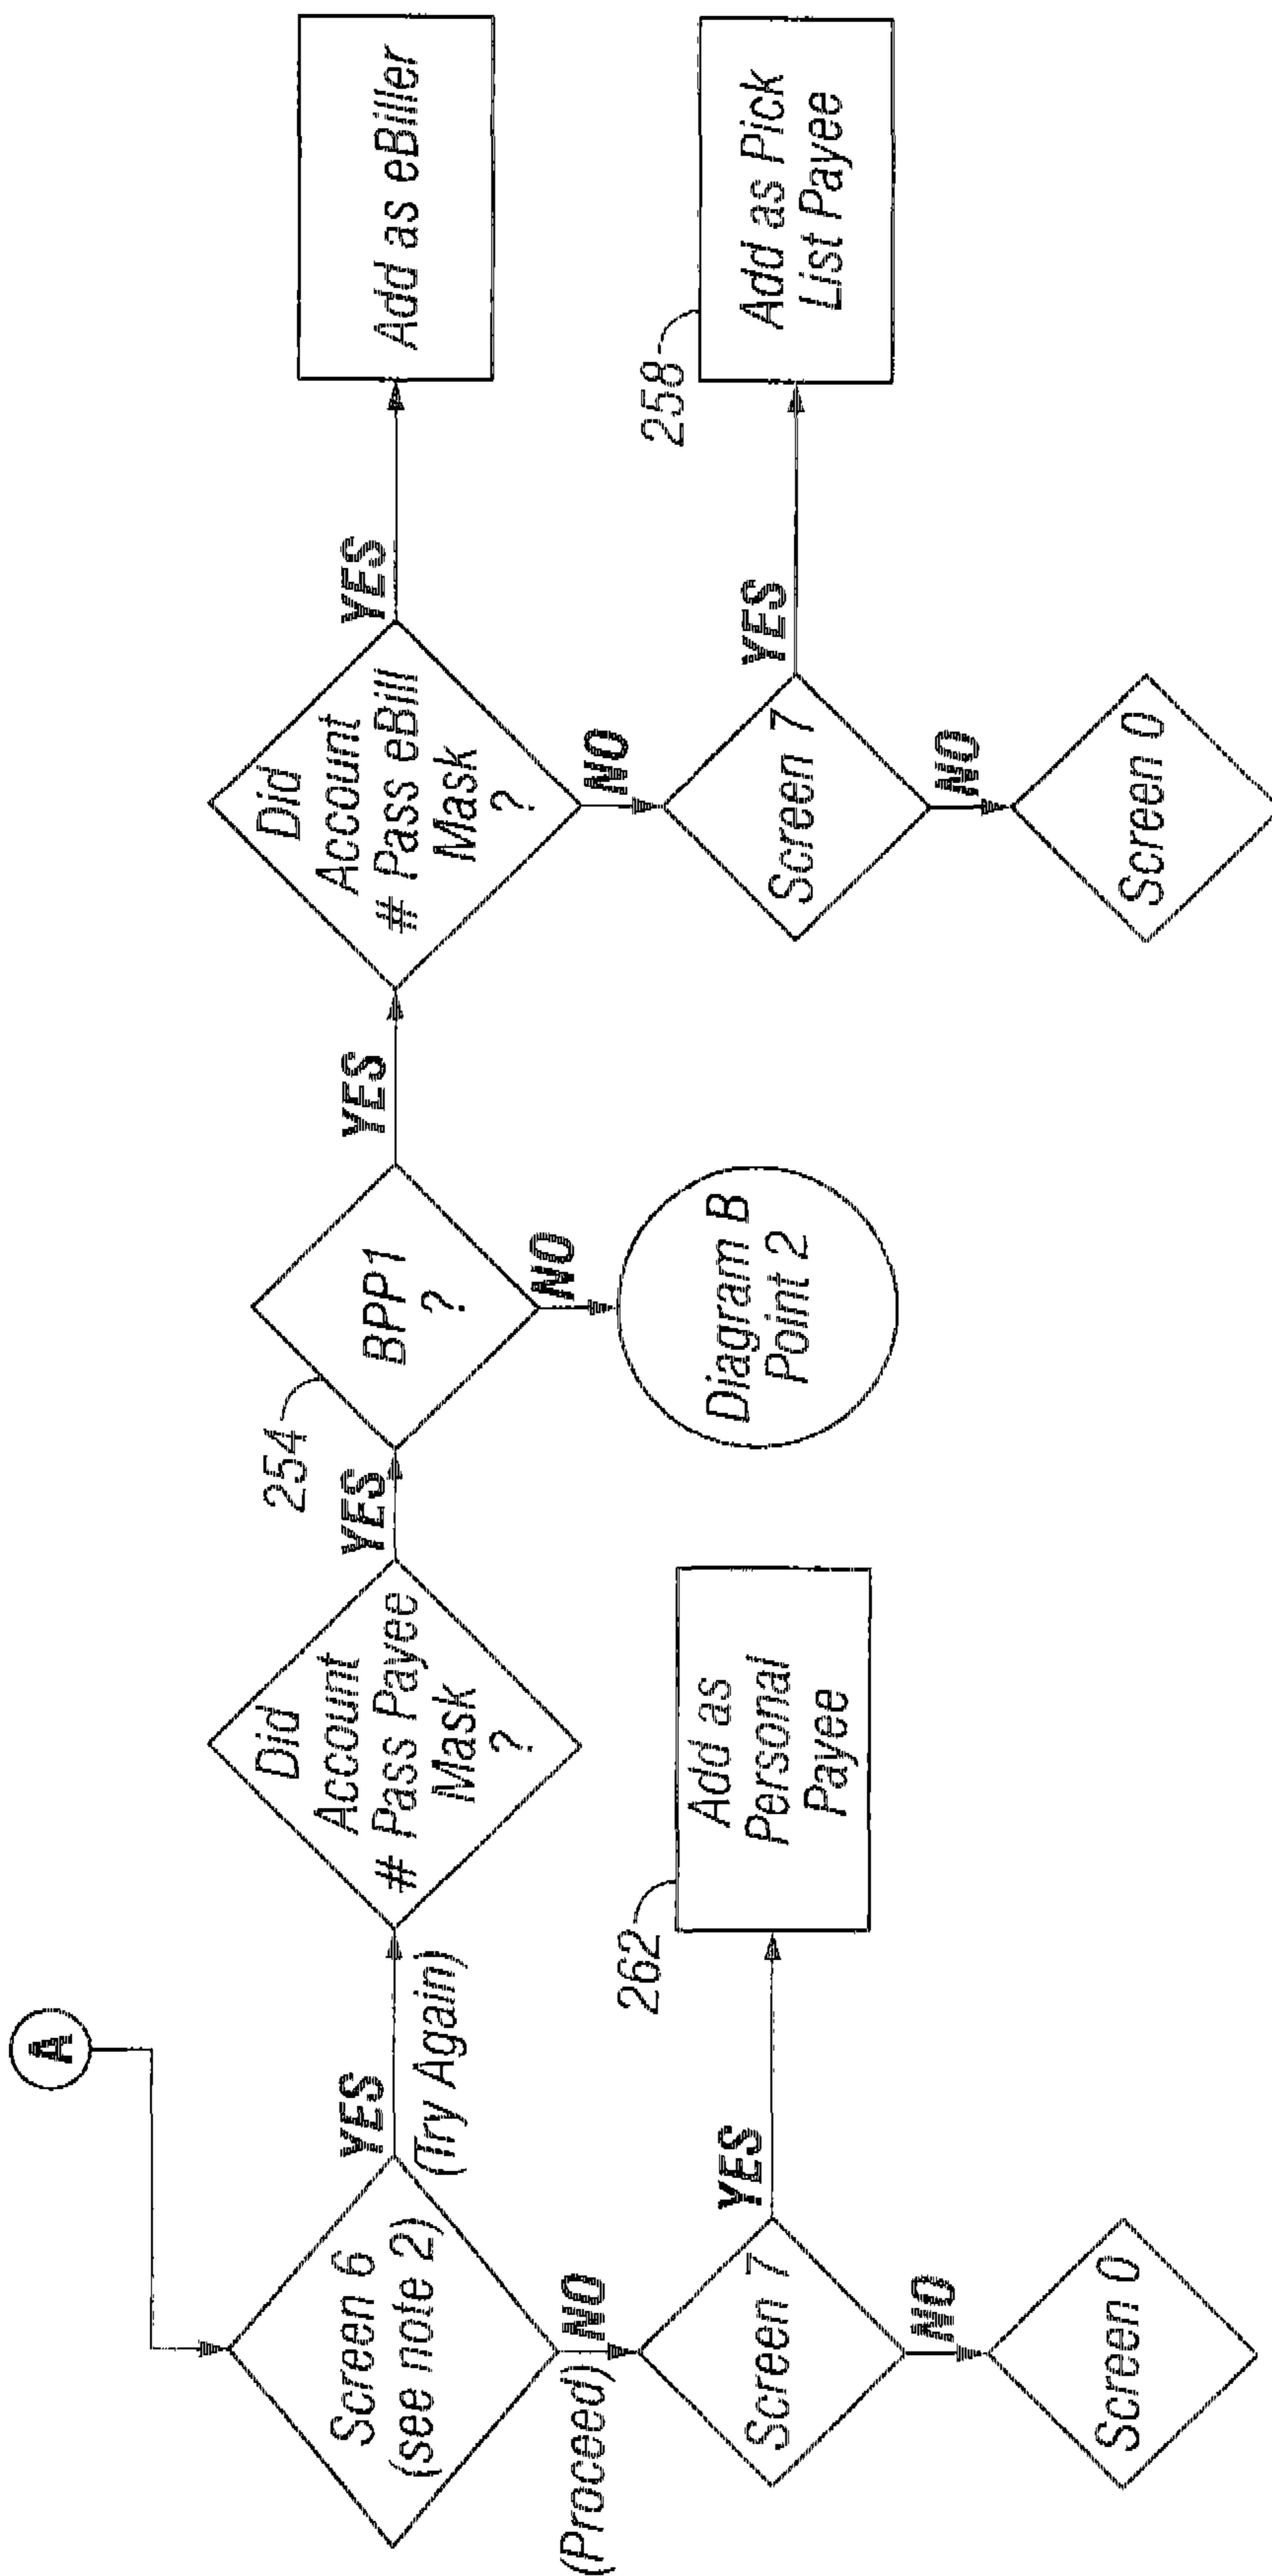 A
Screen 6
(see note 2)
YES
(Try Again)
NO
(Proceed)
Did
Account
# Pass Payee
Mask
?
YES
254
BPP1
?
YES
NO
Did
Account
# Pass eBill
Mask
?
YES
NO
Add as eBiller
Screen 7
YES
NO
262
Add as
Personal
Payee
Screen 0
Diagram B
Point 2
Screen 7
YES
NO
258
Add as Pick
List Payee
Screen 0